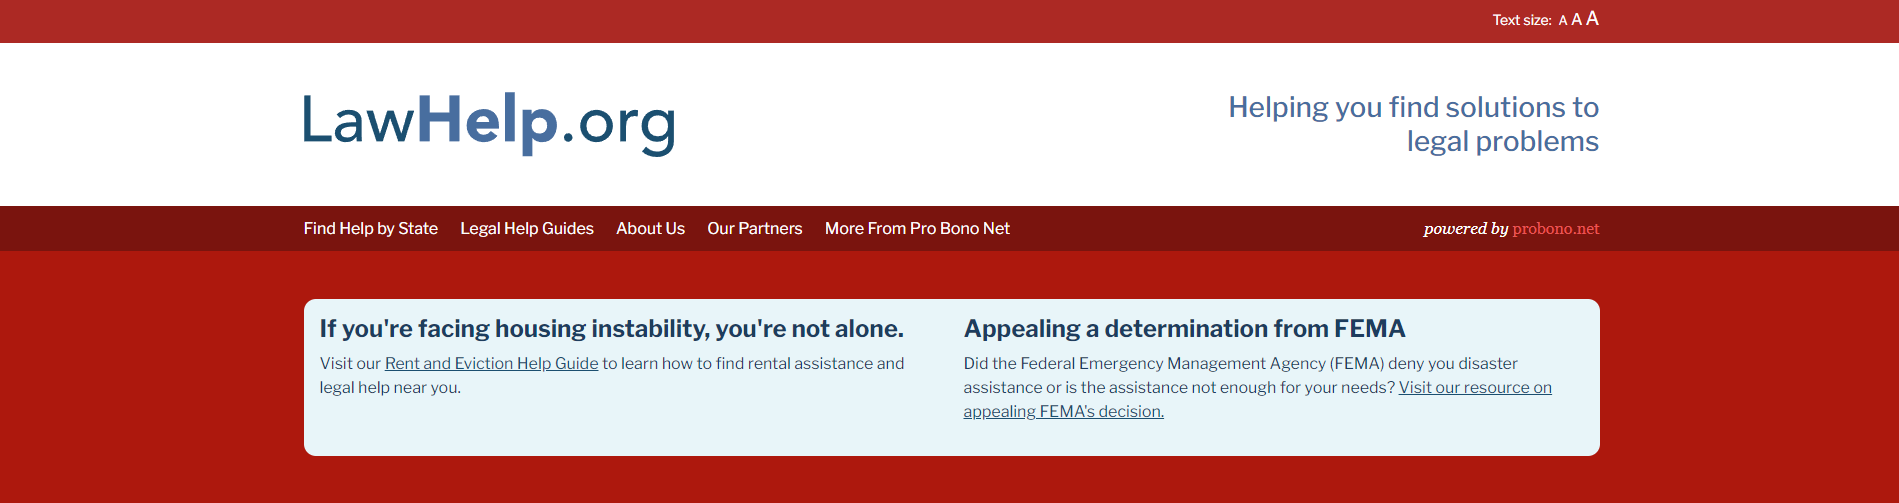 Text size: A A A
LawHelp.org
Helping you find solutions to
legal problems
Find Help by State Legal Help Guides About Us Our Partners More From Pro Bono Net
powered by probono.net
If you're facing housing instability, you're not alone.
Visit our Rent and Eviction Help Guide to learn how to find rental assistance and
legal help near you.
Appealing a determination from FEMA
Did the Federal Emergency Management Agency (FEMA) deny you disaster
assistance or is the assistance not enough for your needs? Visit our resource on
appealing FEMA's decision.